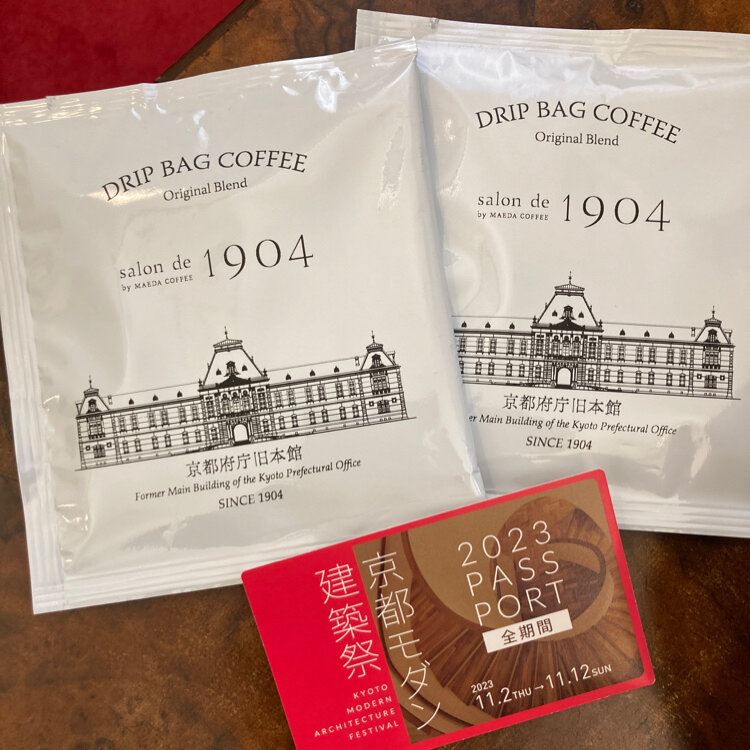 DRIP BAG COFFEE
Original Blend
salon de 1904
by MAEDA COFFEE
京都府庁旧本館
Former Main Building of the Kyoto Prefectural Office
SINCE 1904
DRIP BAG COFFEE
Original Blend
salon de 1904
by MAEDA COFFEE
京都府庁旧本館
Main Building of the Kyoto Prefectural Office
SINCE 1904
京都モダン
建築祭
KYOTO
MODERN
ARCHITECTURE
FESTIVAL
2023
PASS
PORT
全期間
2023
11.2 THU→11.12 SUN